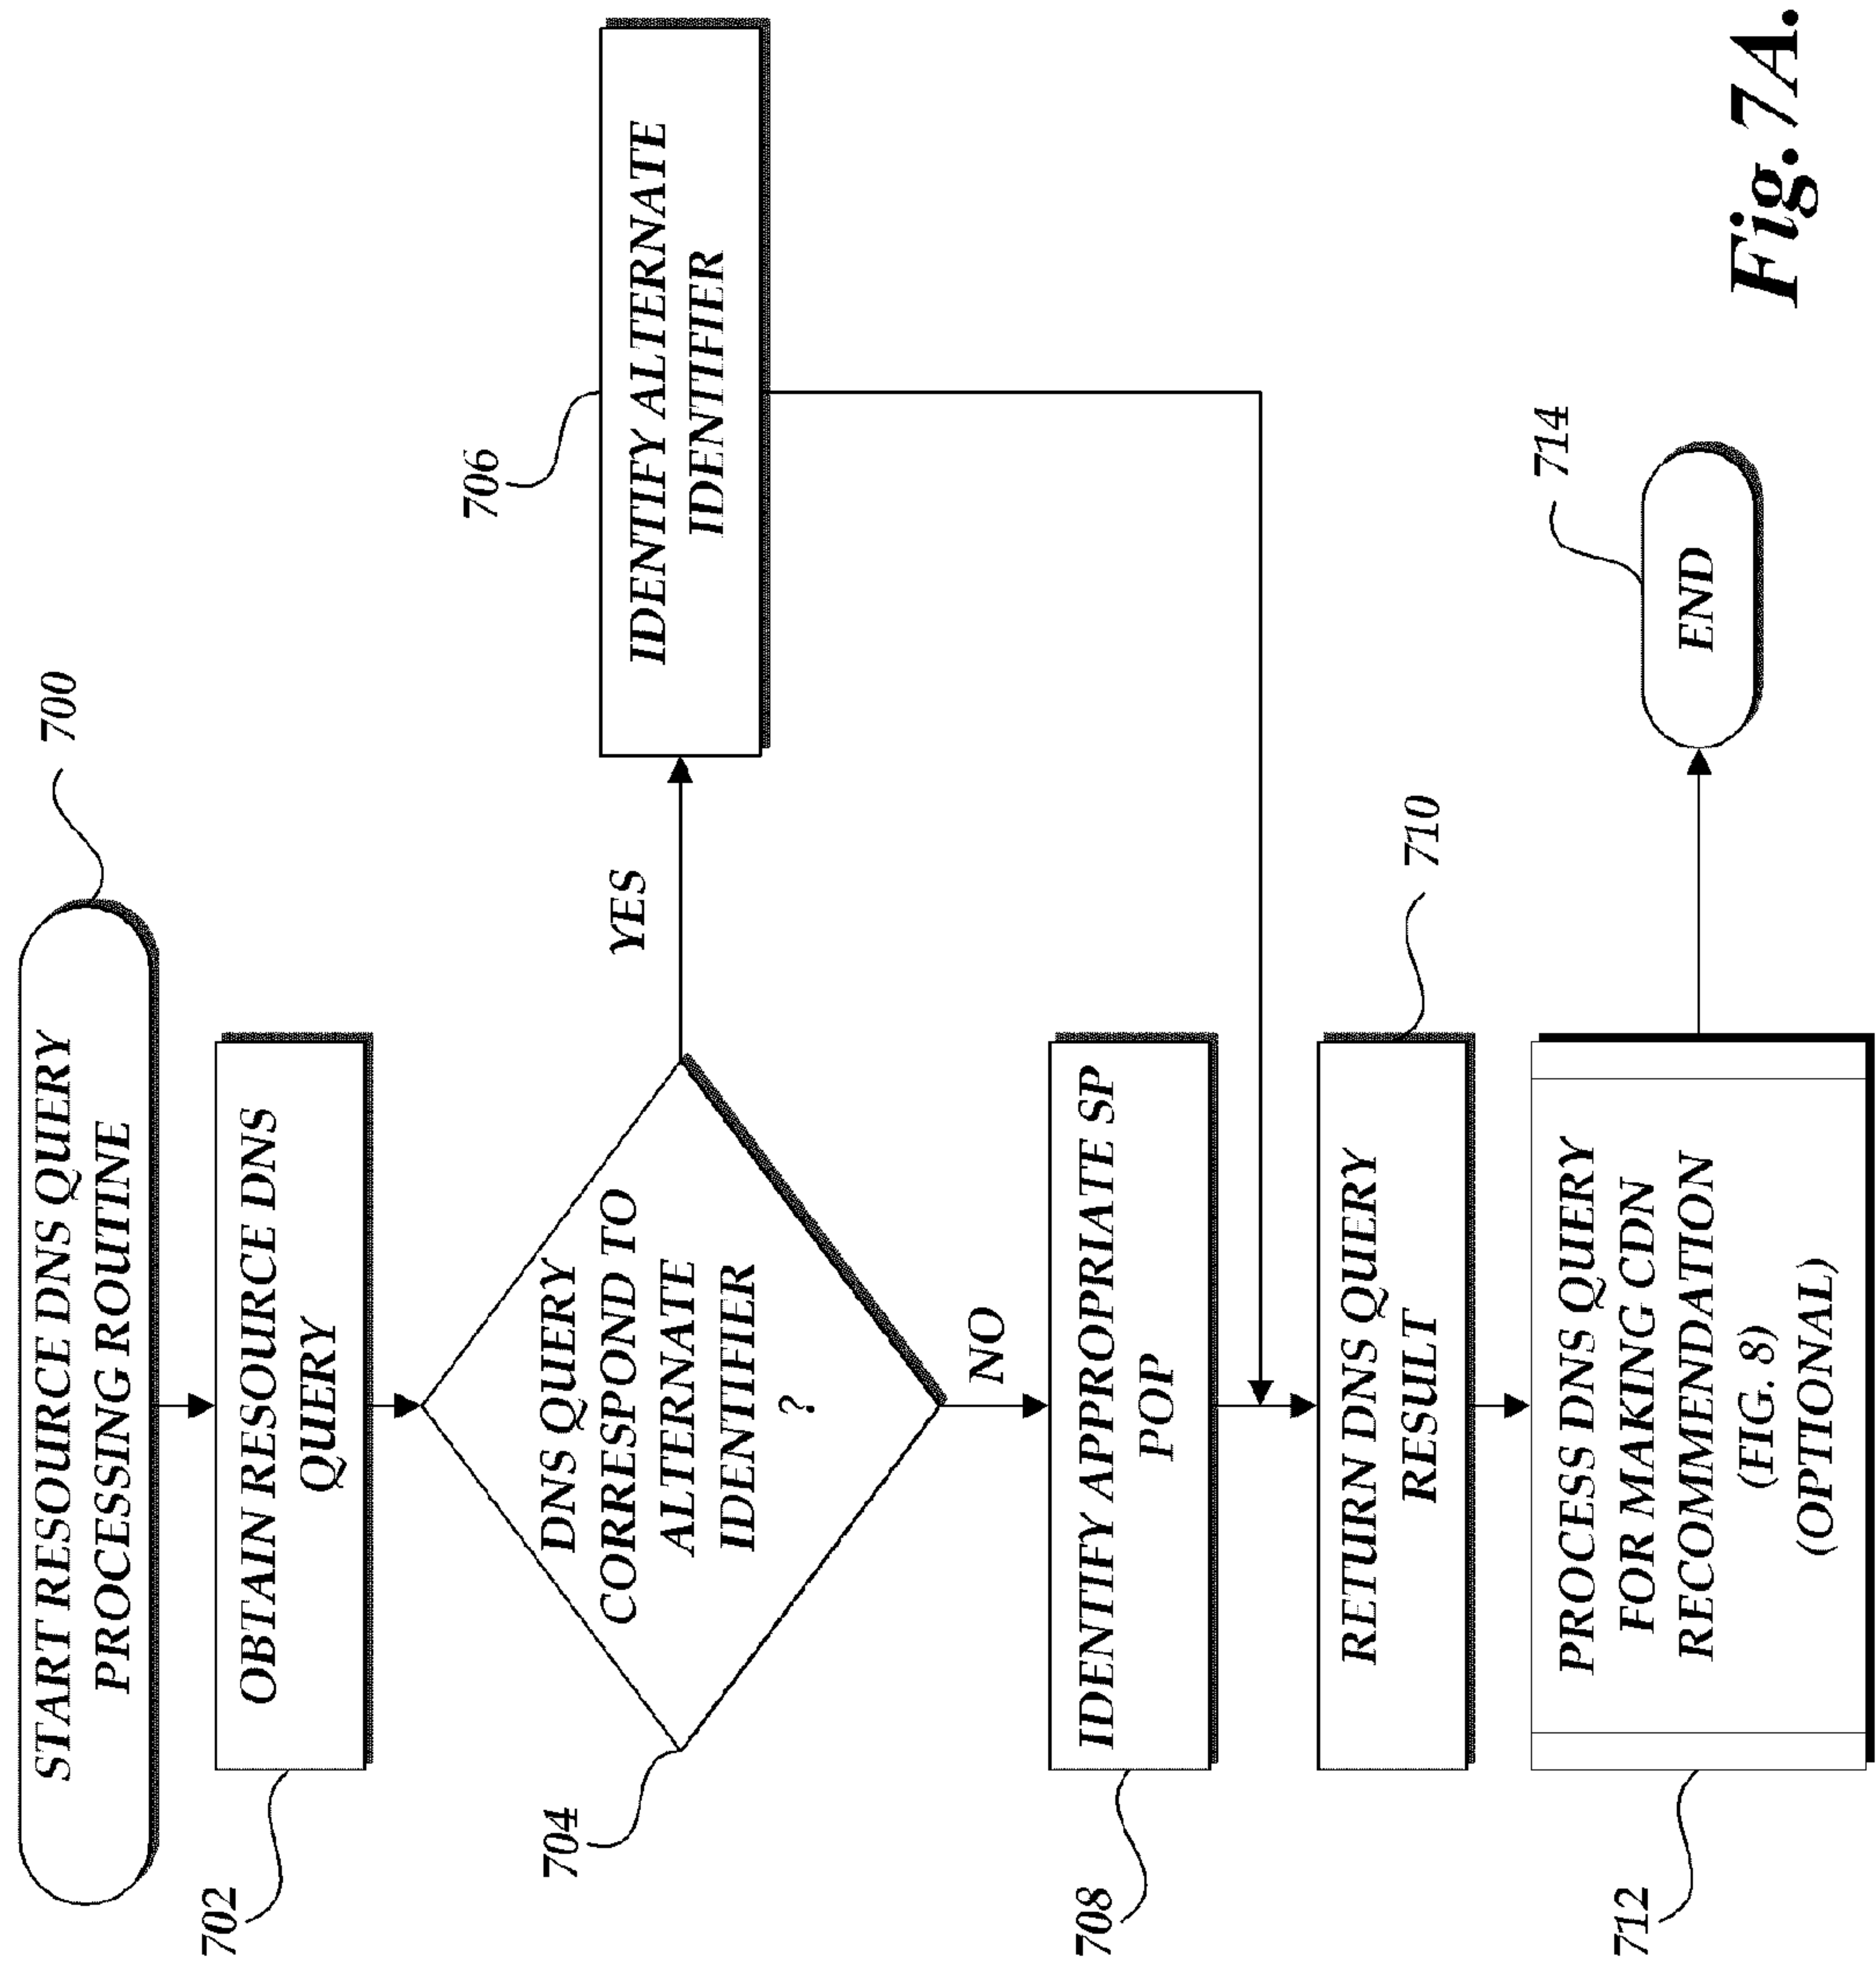 START RESOURCE DNS QUERY
PROCESSING ROUTINE
700
OBTAIN RESOURCE DNS
QUERY
702
DNS QUERY
CORRESPOND TO
ALTERNATE
IDENTIFIER
?
704
YES
IDENTIFY ALTERNATE
IDENTIFIER
706
NO
IDENTIFY APPROPRIATE SP
POP
708
RETURN DNS QUERY
RESULT
710
PROCESS DNS QUERY
FOR MAKING CDN
RECOMMENDATION
(FIG. 8)
(OPTIONAL)
712
END
714
Fig. 7A.